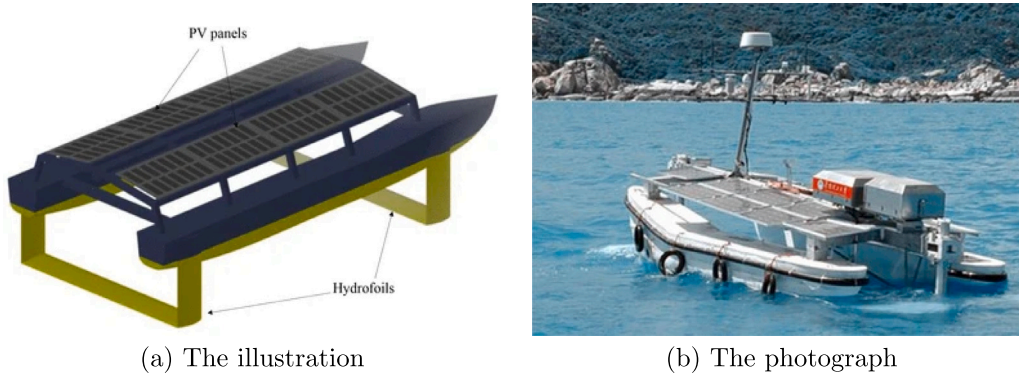 PV panels
Hydrofoils
(a) The illustration
(b) The photograph